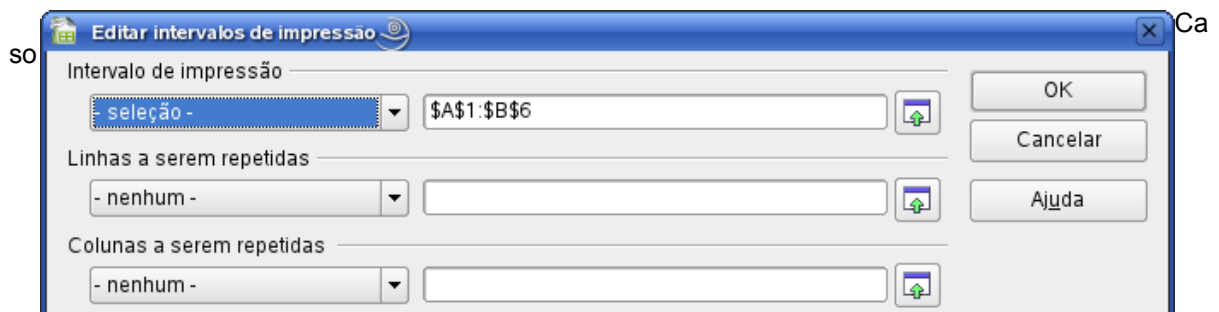 Ca
so
Editar intervalos de impressão
Intervalo de impressão
- seleção -
$A$1:$B$6
OK
Cancelar
Linhas a serem repetidas
- nenhum -
Ajuda
Colunas a serem repetidas
- nenhum -